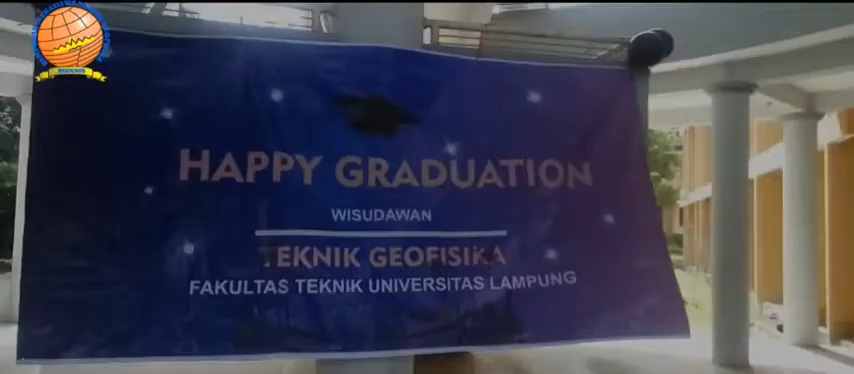 HAPPY GRADUATION
WISUDAWAN
TEKNIK GEOFISIKA
FAKULTAS TEKNIK UNIVERSITAS LAMPUNG